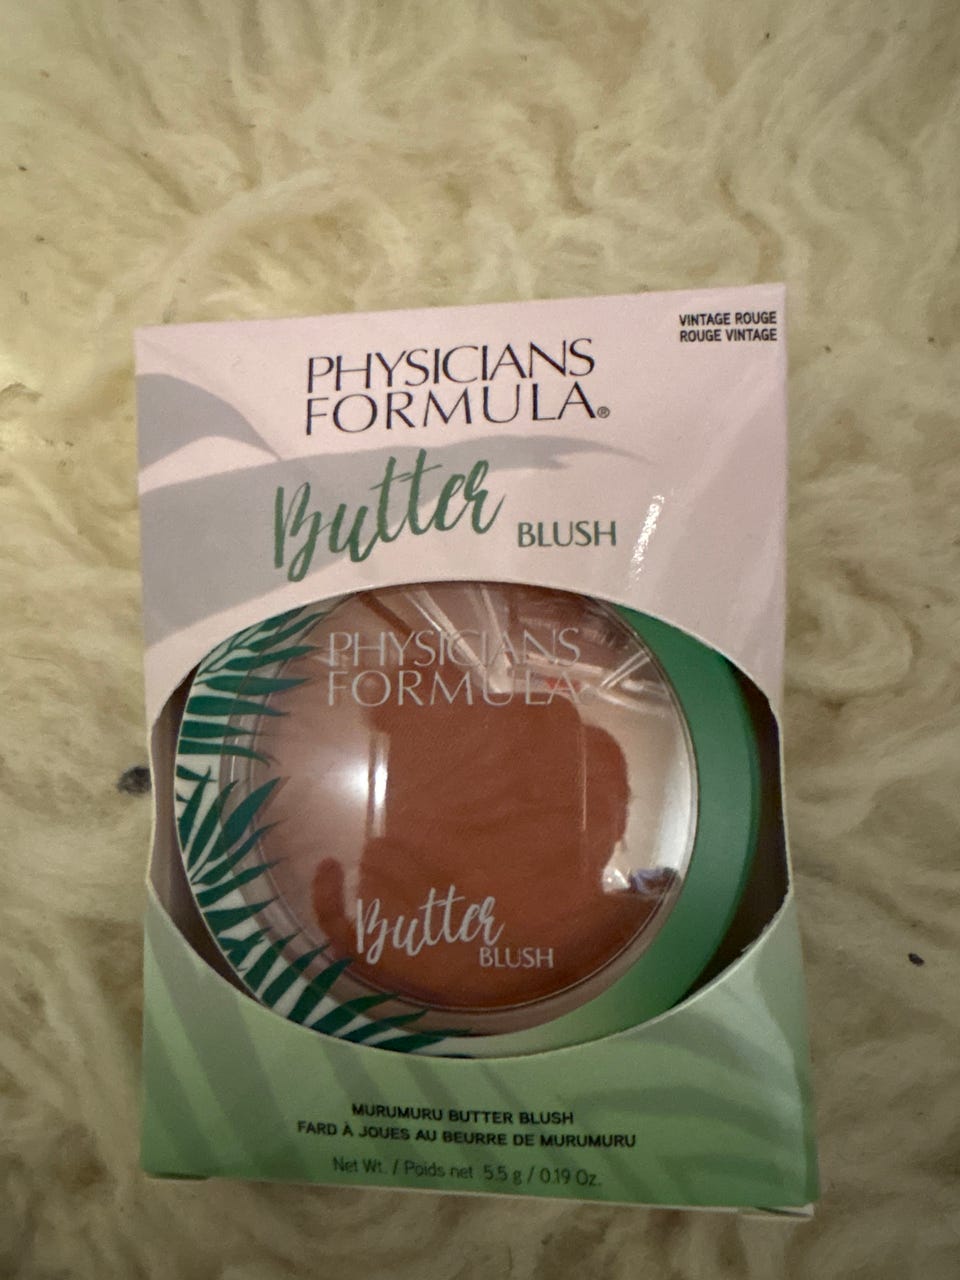 VINTAGE ROUGE
ROUGE VINTAGE
PHYSICIANS
FORMULA®
Butter BLUSH
PHYSICIANS
FORMULA
Butter
BLUSH
MURUMURU BUTTER BLUSH
FARD À JOUES AU BEURRE DE MURUMURU
Net Wt. / Poids net 5.5 g / 0.19 Oz.